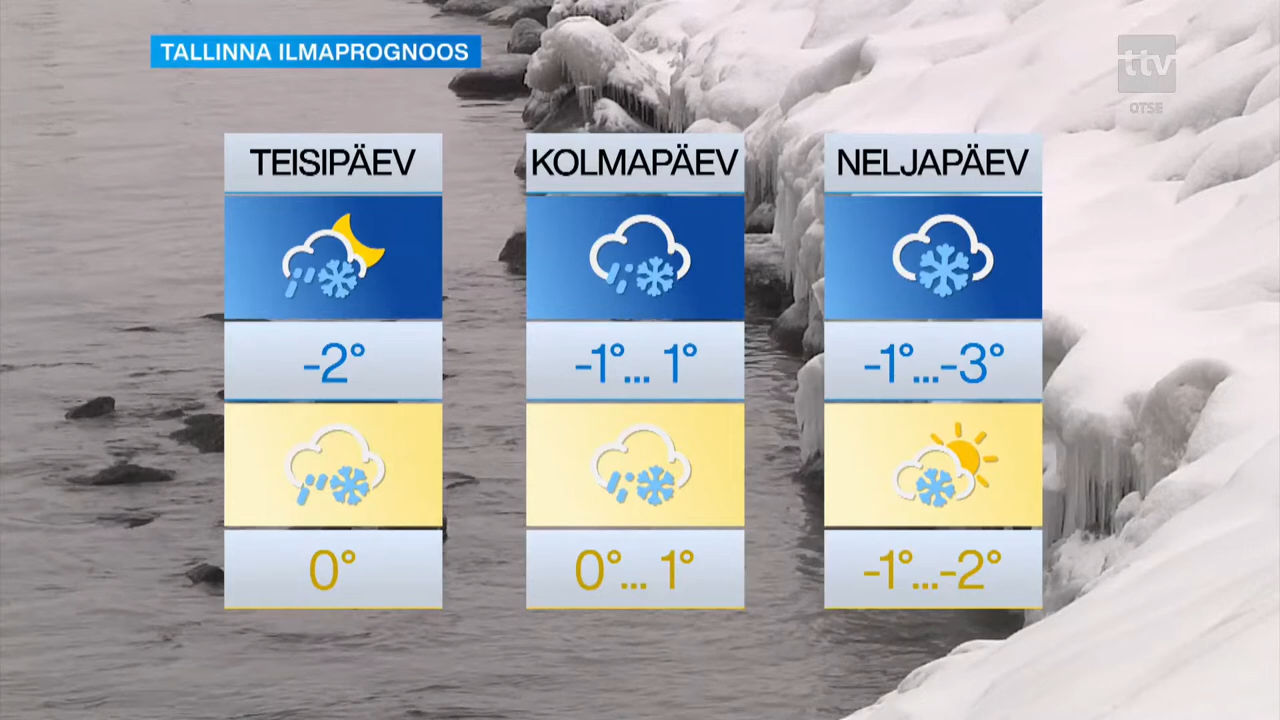 TALLINNA ILMAPROGNOOS
ttv
OTSE
TEISIPÄEV
-2°
0°
KOLMAPÄEV
-1°... 1°
0°... 1°
NELJAPÄEV
-1°...-3°
-1°...-2°